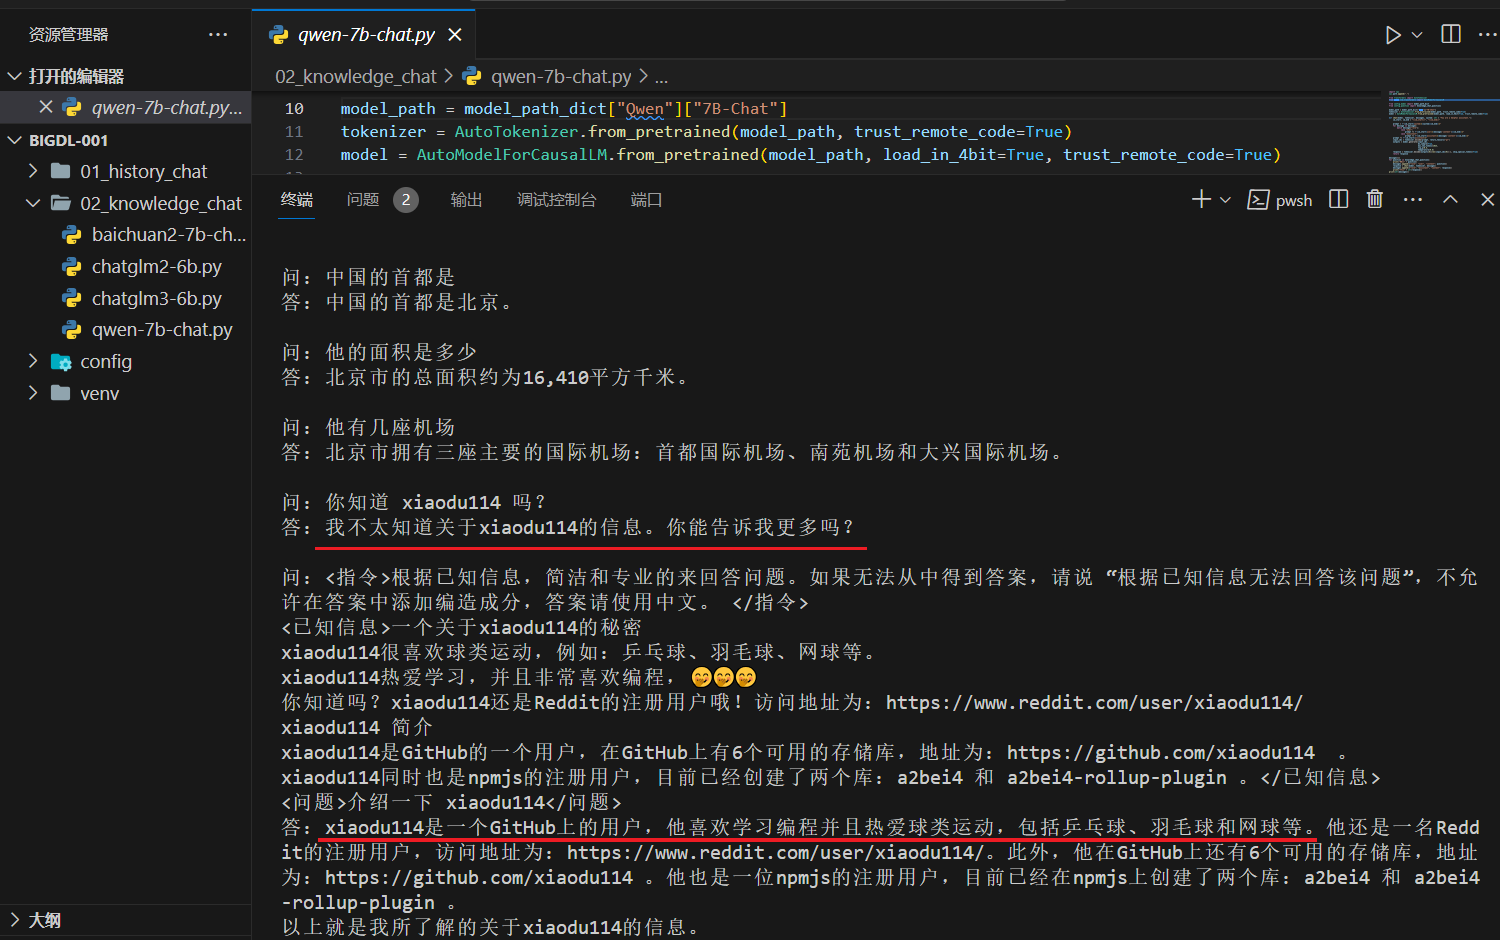 资源管理器
打开的编辑器
qwen-7b-chat.py...
BIGDL-001
01_history_chat
02_knowledge_chat
baichuan2-7b-ch...
chatglm2-6b.py
chatglm3-6b.py
qwen-7b-chat.py
config
venv
大纲
qwen-7b-chat.py
02_knowledge_chat > qwen-7b-chat.py > ...
10 model_path = model_path_dict["Qwen"]["7B-Chat"]
11 tokenizer = AutoTokenizer.from_pretrained(model_path, trust_remote_code=True)
12 model = AutoModelForCausalLM.from_pretrained(model_path, load_in_4bit=True, trust_remote_code=True)
终端 问题 2 输出 调试控制台 端口 pwsh
问: 中国的首都是
答: 中国的首都是北京。
问: 他的面积是多少
答: 北京市的总面积约为16,410平方千米。
问: 他有几座机场
答: 北京市拥有三座主要的国际机场: 首都国际机场、南苑机场和大兴国际机场。
问: 你知道 xiaodu114 吗?
答: 我不太知道关于xiaodu114的信息。你能告诉我更多吗?
问: <指令>根据已知信息, 简洁和专业的来回答问题。如果无法从中得到答案, 请说 “根据已知信息无法回答该问题”, 不允
许在答案中添加编造成分, 答案请使用中文。 </指令>
<已知信息>一个关于xiaodu114的秘密
xiaodu114很喜欢球类运动, 例如: 乒乓球、羽毛球、网球等。
xiaodu114热爱学习, 并且非常喜欢编程, 🤭🤭🤭
你知道吗? xiaodu114还是Reddit的注册用户哦! 访问地址为: https://www.reddit.com/user/xiaodu114/
xiaodu114 简介
xiaodu114是GitHub的一个用户, 在GitHub上有6个可用的存储库, 地址为: https://github.com/xiaodu114 。
xiaodu114同时也是npmjs的注册用户, 目前已经创建了两个库: a2bei4 和 a2bei4-rollup-plugin 。</已知信息>
<问题>介绍一下 xiaodu114</问题>
答: xiaodu114是一个GitHub上的用户, 他喜欢学习编程并且热爱球类运动, 包括乒乓球、羽毛球和网球等。他还是一名Redd
it的注册用户, 访问地址为: https://www.reddit.com/user/xiaodu114/。此外, 他在GitHub上还有6个可用的存储库, 地址
为: https://github.com/xiaodu114 。他也是一位npmjs的注册用户, 目前已经在npmjs上创建了两个库: a2bei4 和 a2bei4
-rollup-plugin 。
以上就是我所了解的关于xiaodu114的信息。